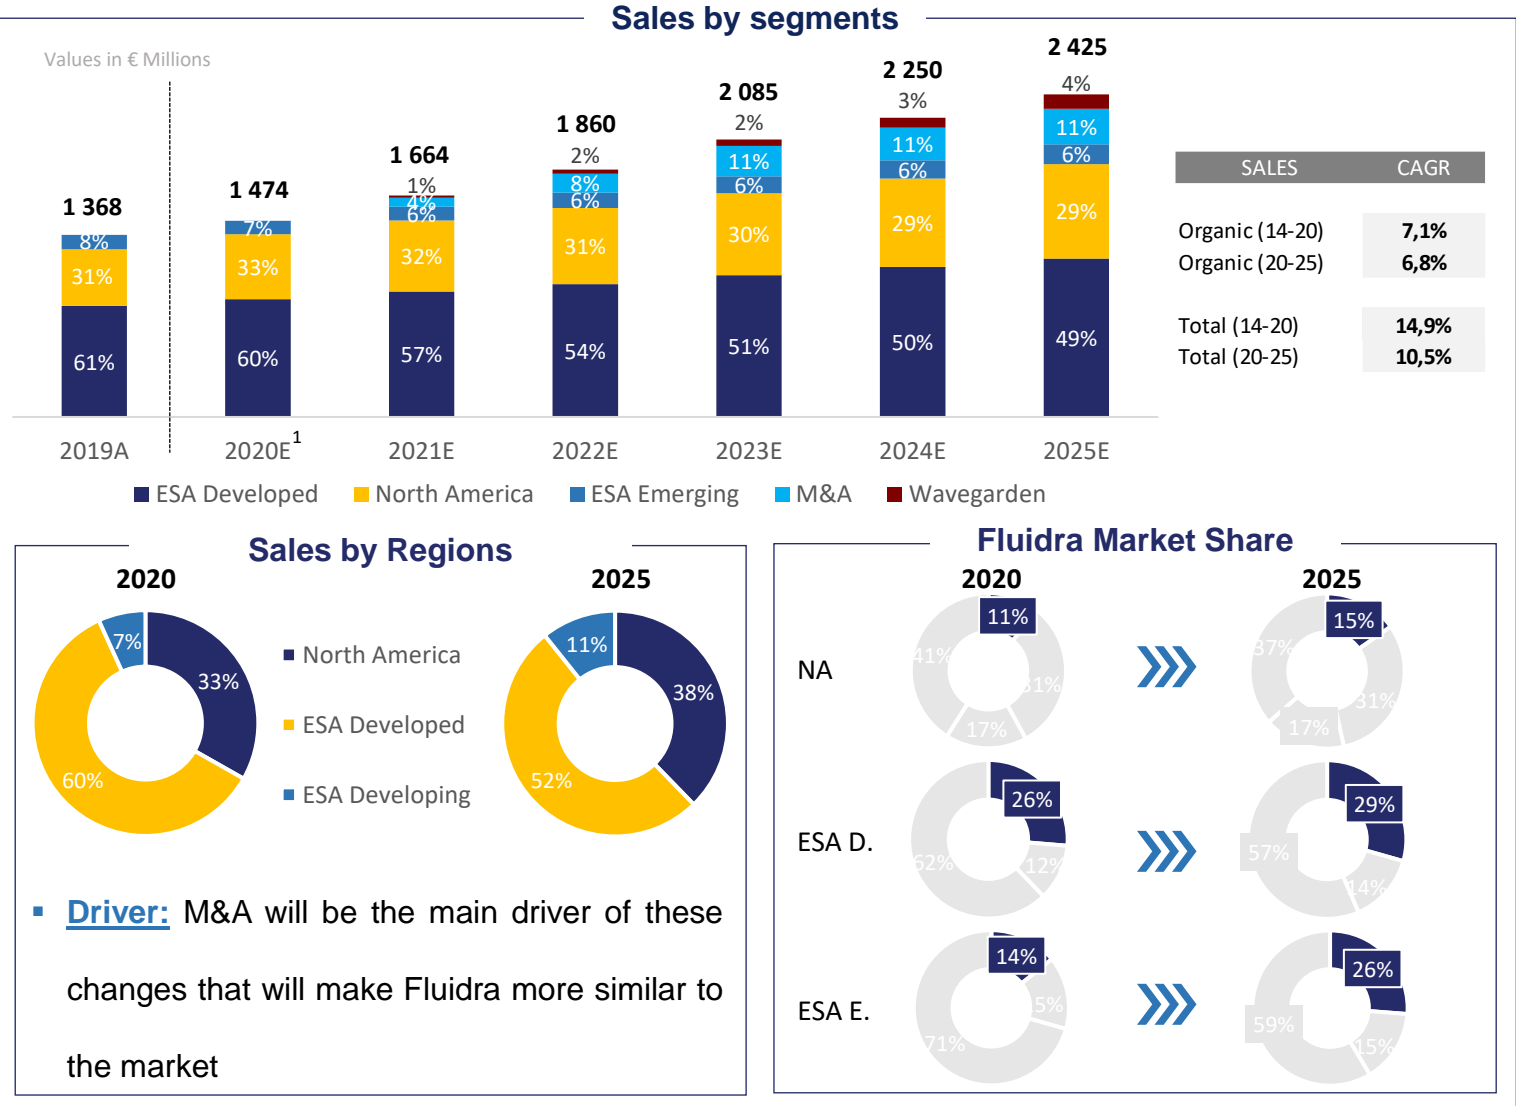 Sales by segments
Values in € Millions
1 368
1 474
1 664
1 860
2 085
2 250
2 425
1%
2%
2%
3%
4%
4%
8%
11%
11%
11%
8%
7%
6%
6%
6%
6%
6%
31%
33%
32%
31%
30%
29%
29%
61%
60%
57%
54%
51%
50%
49%
2019A
2020E1
2021E
2022E
2023E
2024E
2025E
ESA Developed North America ESA Emerging M&A Wavegarden
SALES CAGR
Organic (14-20) 7,1%
Organic (20-25) 6,8%
Total (14-20) 14,9%
Total (20-25) 10,5%
Sales by Regions
2020 2025
7%
33%
60%
North America
ESA Developed
ESA Developing
11%
38%
52%
▪ Driver: M&A will be the main driver of these
changes that will make Fluidra more similar to
the market
Fluidra Market Share
2020 2025
NA
11%
41%
31%
17%
15%
37%
31%
17%
ESA D.
26%
62%
12%
29%
57%
14%
ESA E.
14%
71%
26%
59%
15%